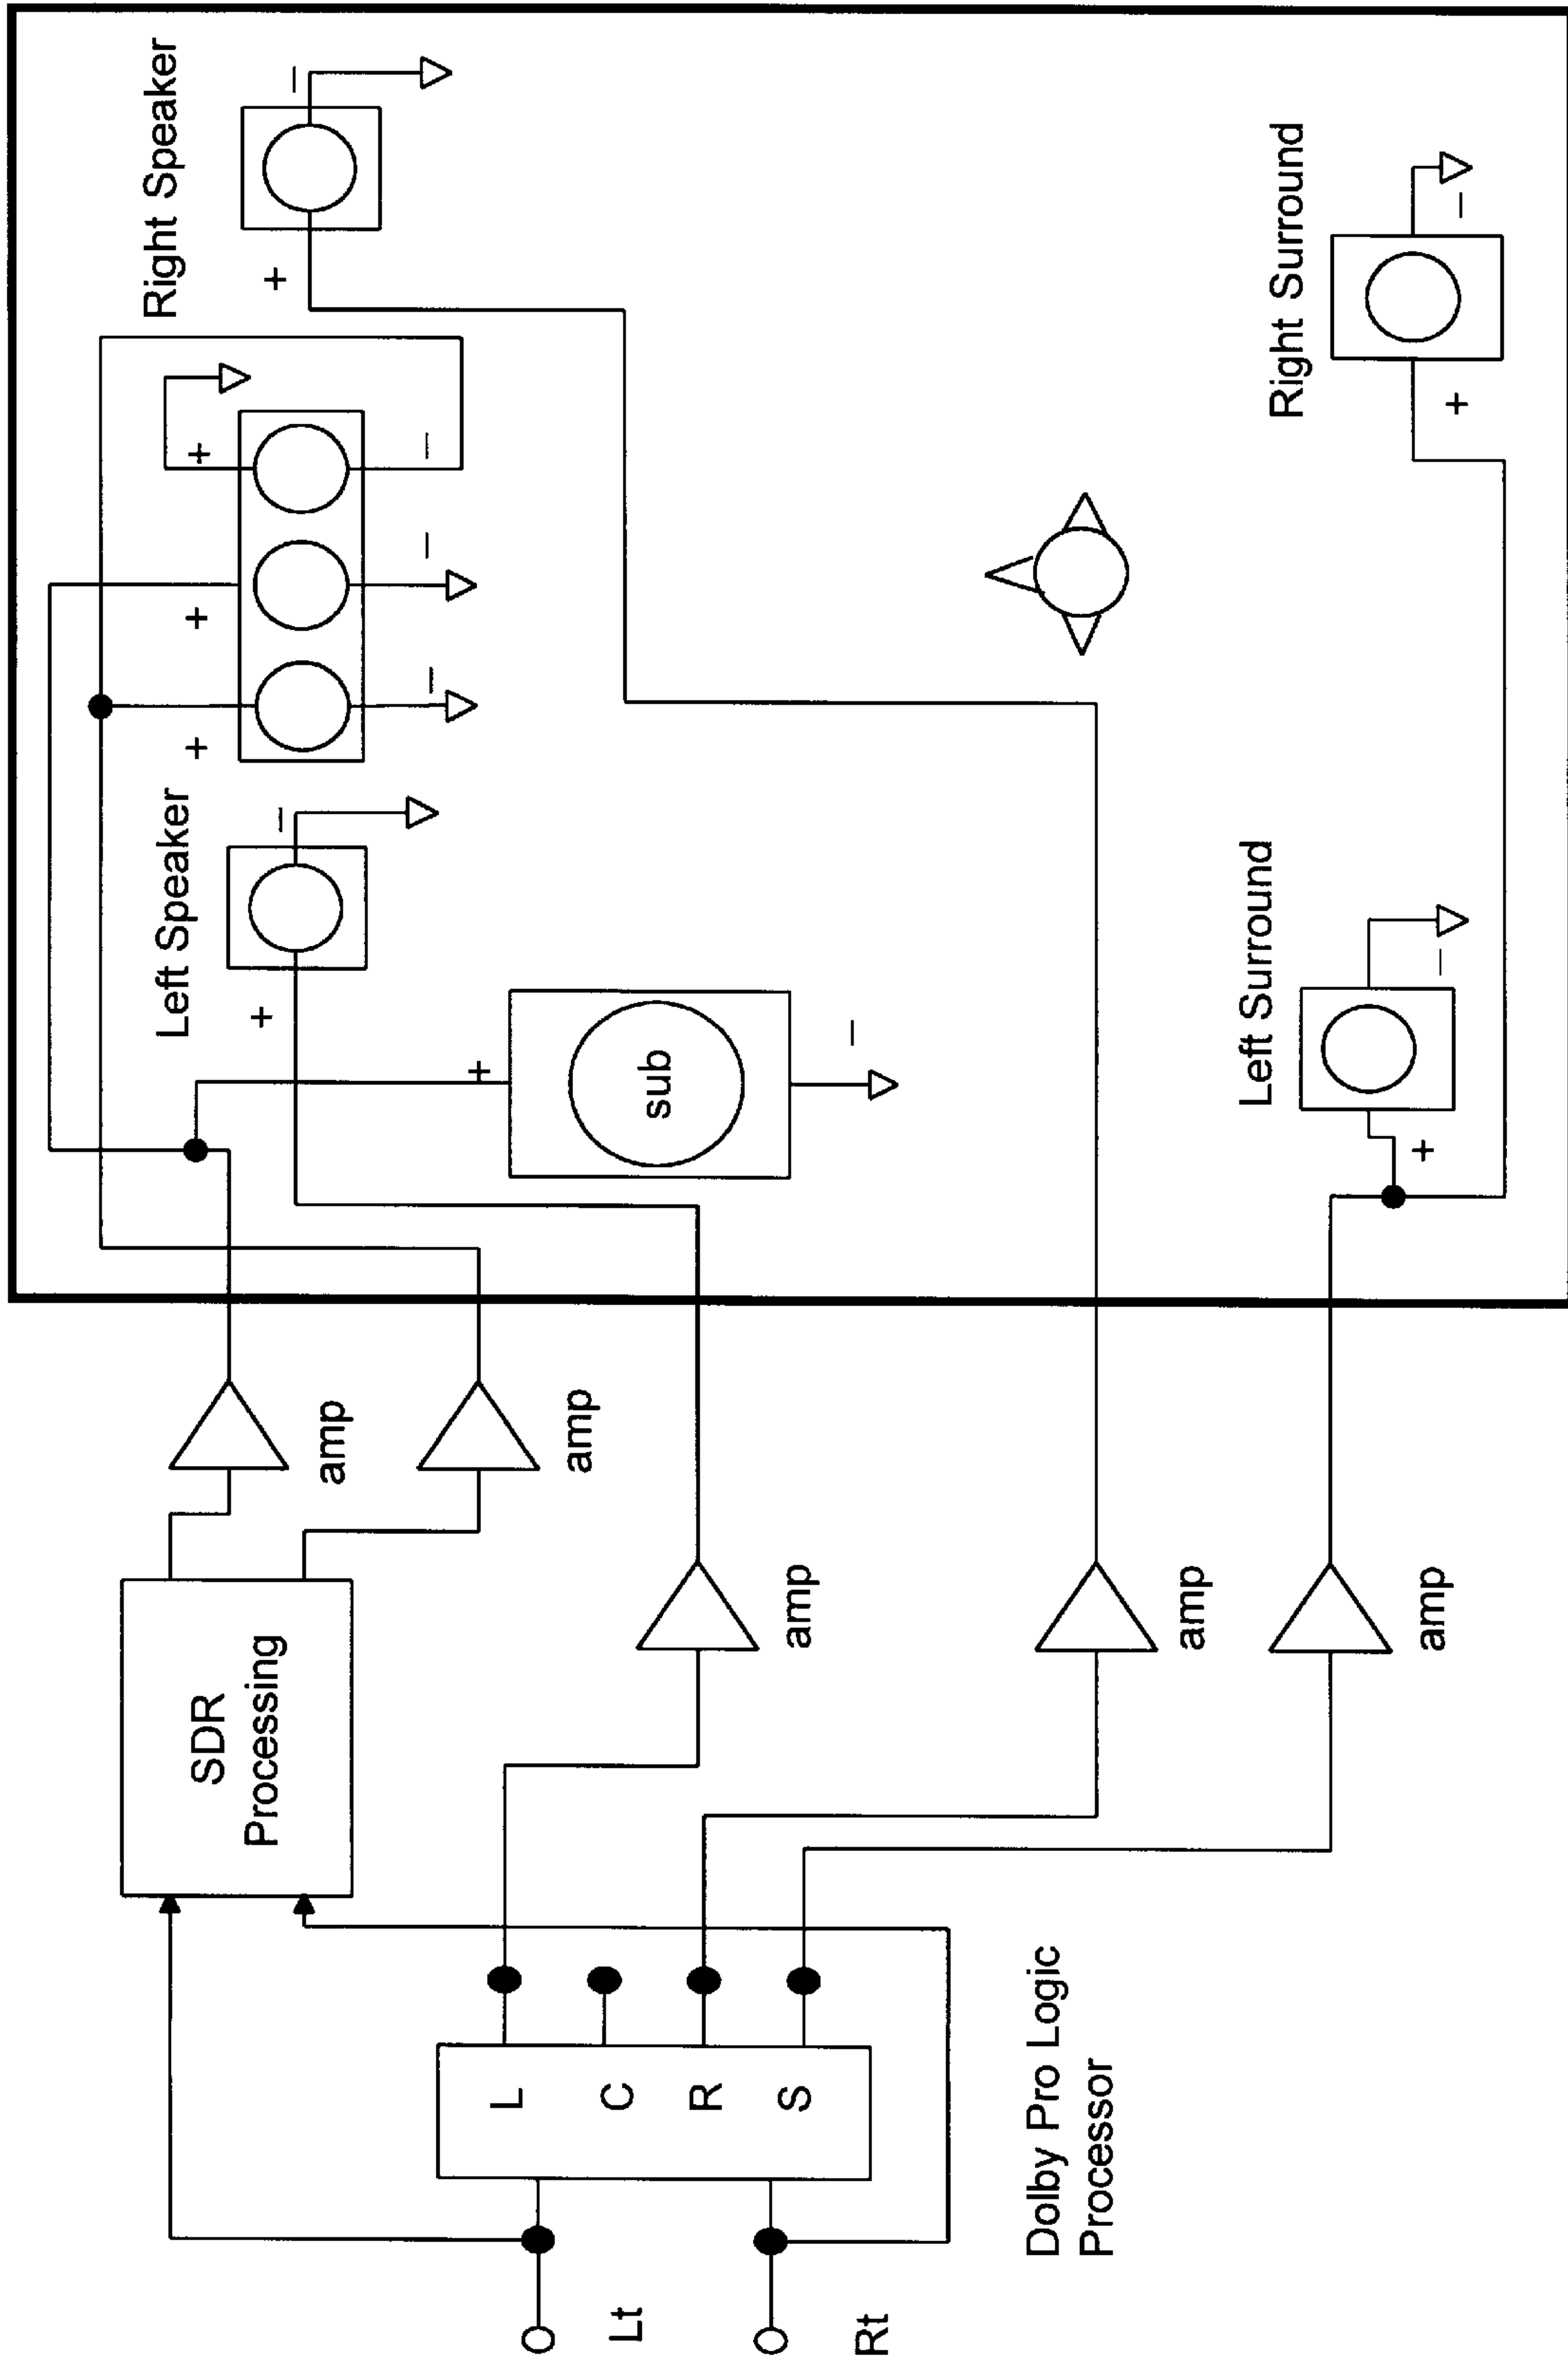 Lt
Rt
Dolby Pro Logic
Processor
L
C
R
S
SDR
Processing
amp
amp
amp
amp
amp
sub
+
−
Left Speaker
+
−
+
−
+
−
+
−
Right Speaker
+
−
Left Surround
+
−
Right Surround
+
−